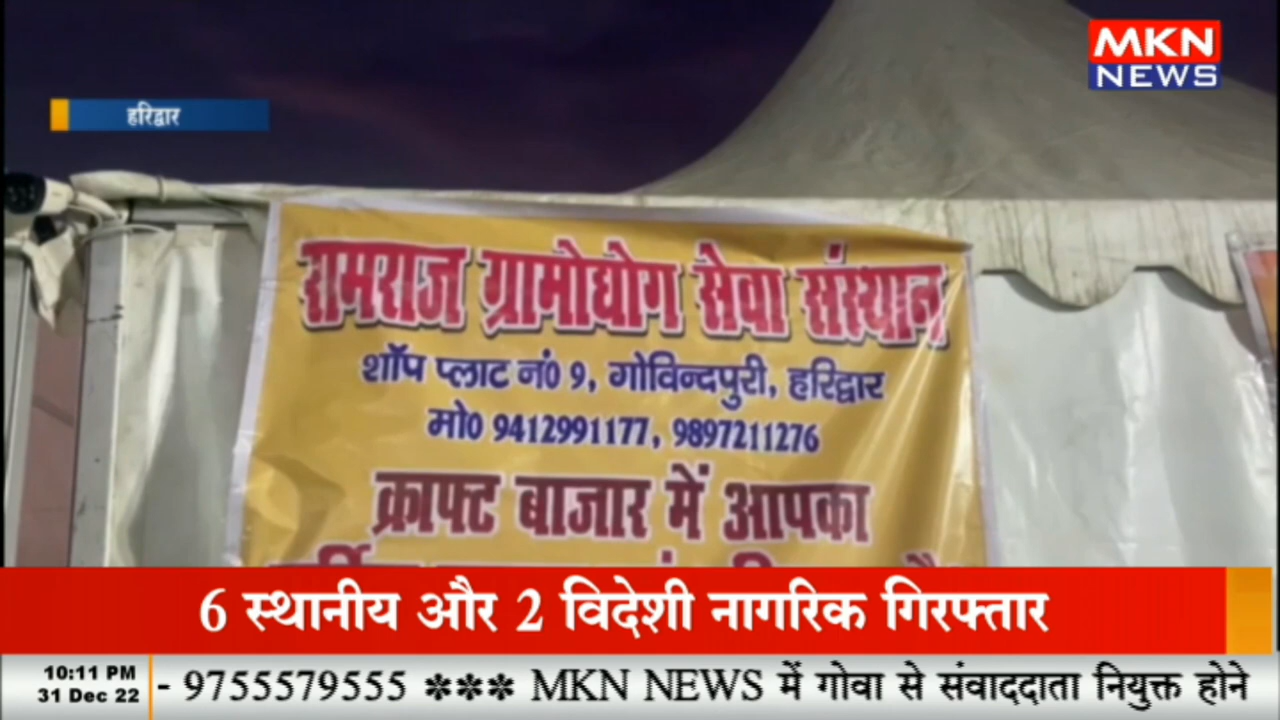 MKN
NEWS
हरिद्वार
रामराज ग्रामोद्योग सेवा संस्थान
शॉप प्लाट नं0 9, गोविन्दपुरी, हरिद्वार
मो0 9412991177, 9897211276
क्राफ्ट बाजार में आपका
6 स्थानीय और 2 विदेशी नागरिक गिरफ्तार
10:11 PM
31 Dec 22
- 9755579555 *** MKN NEWS में गोवा से संवाददाता नियुक्त होने